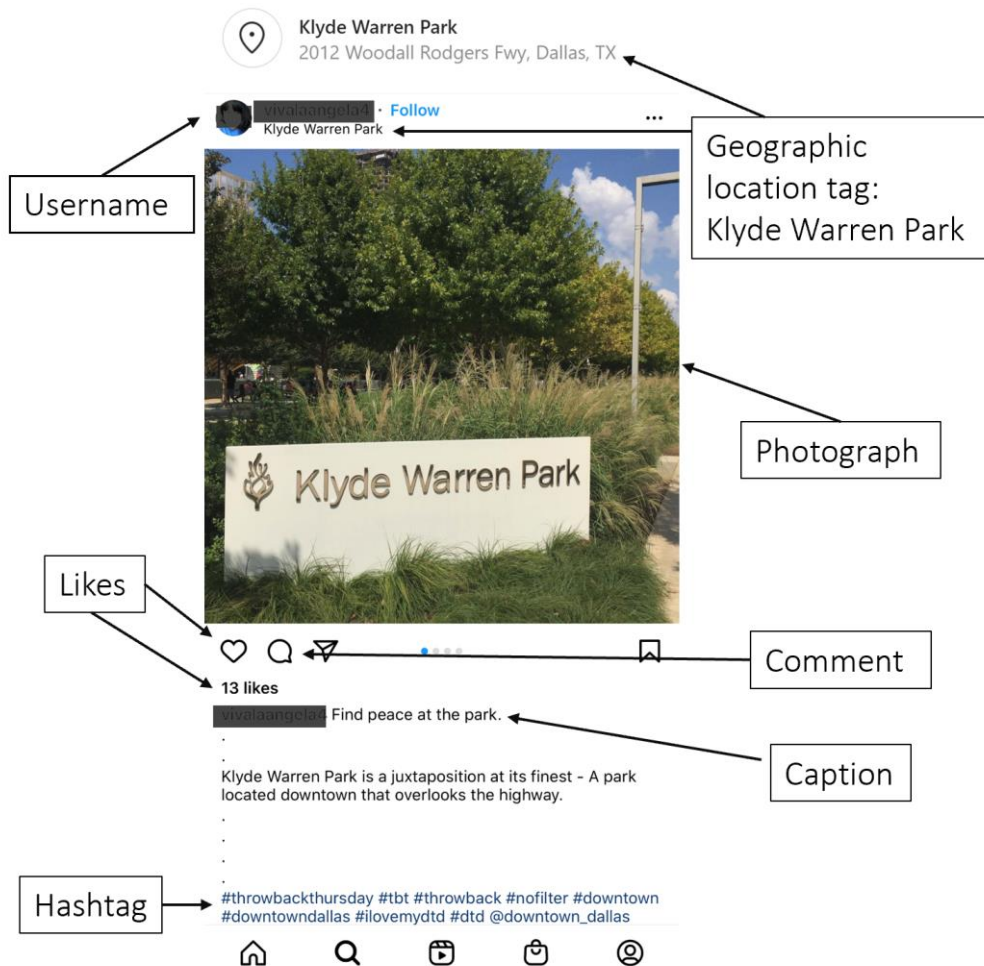 Klyde Warren Park
2012 Woodall Rodgers Fwy, Dallas, TX
· Follow
Klyde Warren Park
...
Geographic
location tag:
Klyde Warren Park
Username
Klyde Warren Park
Photograph
Likes
Comment
13 likes
Find peace at the park.
.
.
Caption
Klyde Warren Park is a juxtaposition at its finest - A park
located downtown that overlooks the highway.
.
.
.
.
Hashtag
#throwbackthursday #tbt #throwback #nofilter #downtown
#downtowndallas #ilovemydtd #dtd @downtown_dallas